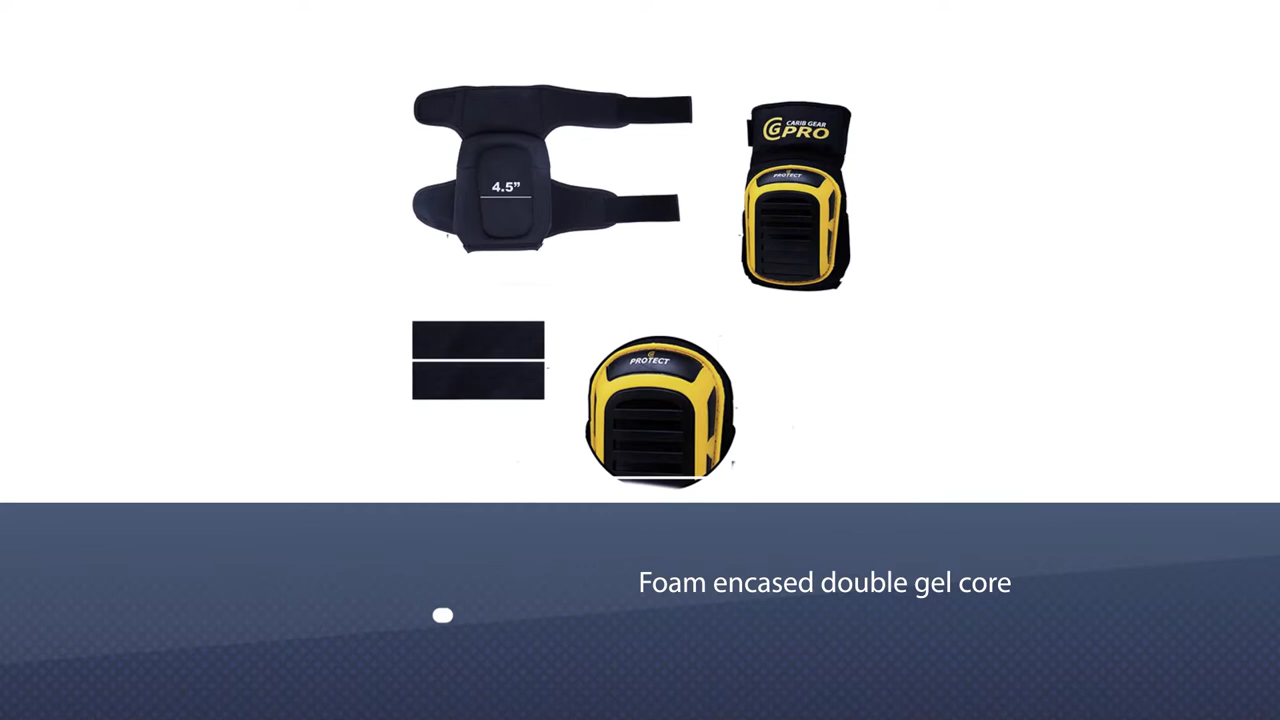 4.5”
CARIB GEAR
PRO
PROTECT
PROTECT
Foam encased double gel core